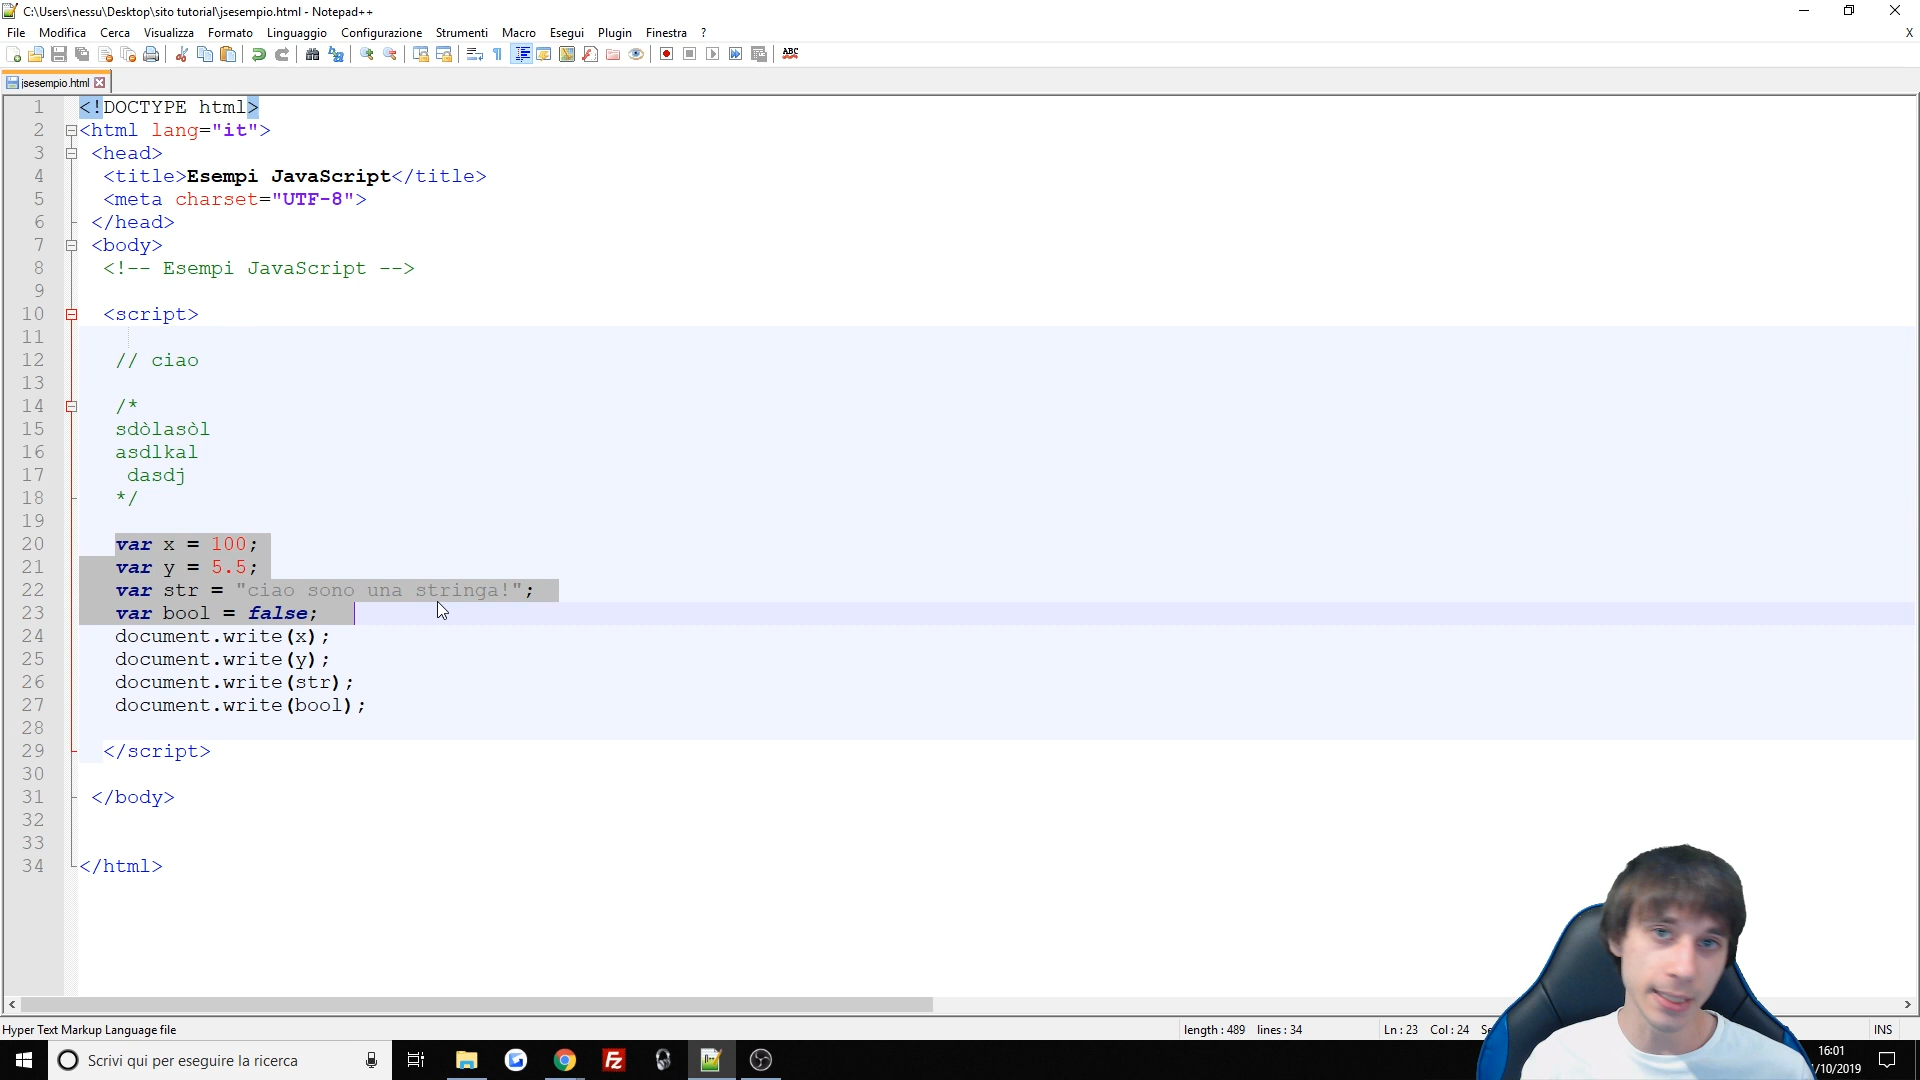 C:\Users\nessu\Desktop\sito tutorial\jsesempio.html - Notepad++
File Modifica Cerca Visualizza Formato Linguaggio Configurazione Strumenti Macro Esegui Plugin Finestra ? X
ABC
jsesempio.html
1 <!DOCTYPE html>
2 <html lang="it">
3 <head>
4 <title>Esempi JavaScript</title>
5 <meta charset="UTF-8">
6 </head>
7 <body>
8 <!-- Esempi JavaScript -->
9
10 <script>
11
12 // ciao
13
14 /*
15 sdòlasòl
16 asdlkal
17 dasdj
18 */
19
20 var x = 100;
21 var y = 5.5;
22 var str = "ciao sono una stringa!";
23 var bool = false;
24 document.write(x);
25 document.write(y);
26 document.write(str);
27 document.write(bool);
28
29 </script>
30
31 </body>
32
33
34 </html>
Hyper Text Markup Language file length : 489 lines : 34 Ln : 23 Col : 24 INS
Scrivi qui per eseguire la ricerca
16:01
/10/2019